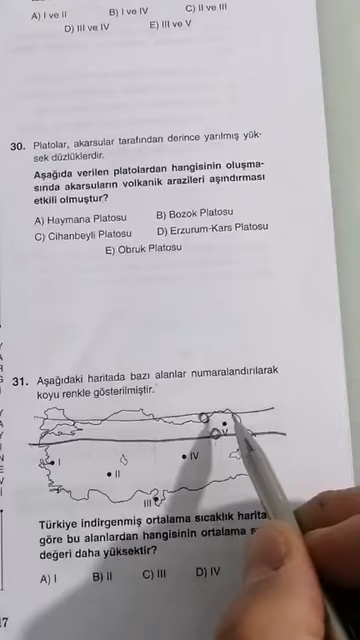 A) I ve II B) I ve IV C) II ve III
D) III ve IV E) III ve V
30. Platolar, akarsular tarafından derince yarılmış yük-
sek düzlüklerdir.
Aşağıda verilen platolardan hangisinin oluşma-
sında akarsuların volkanik arazileri aşındırması
etkili olmuştur?
A) Haymana Platosu B) Bozok Platosu
C) Cihanbeyli Platosu D) Erzurum-Kars Platosu
E) Obruk Platosu
31. Aşağıdaki haritada bazı alanlar numaralandırılarak
koyu renkle gösterilmiştir.
I II III IV V
Türkiye indirgenmiş ortalama sıcaklık harita
göre bu alanlardan hangisinin ortalama s
değeri daha yüksektir?
A) I B) II C) III D) IV